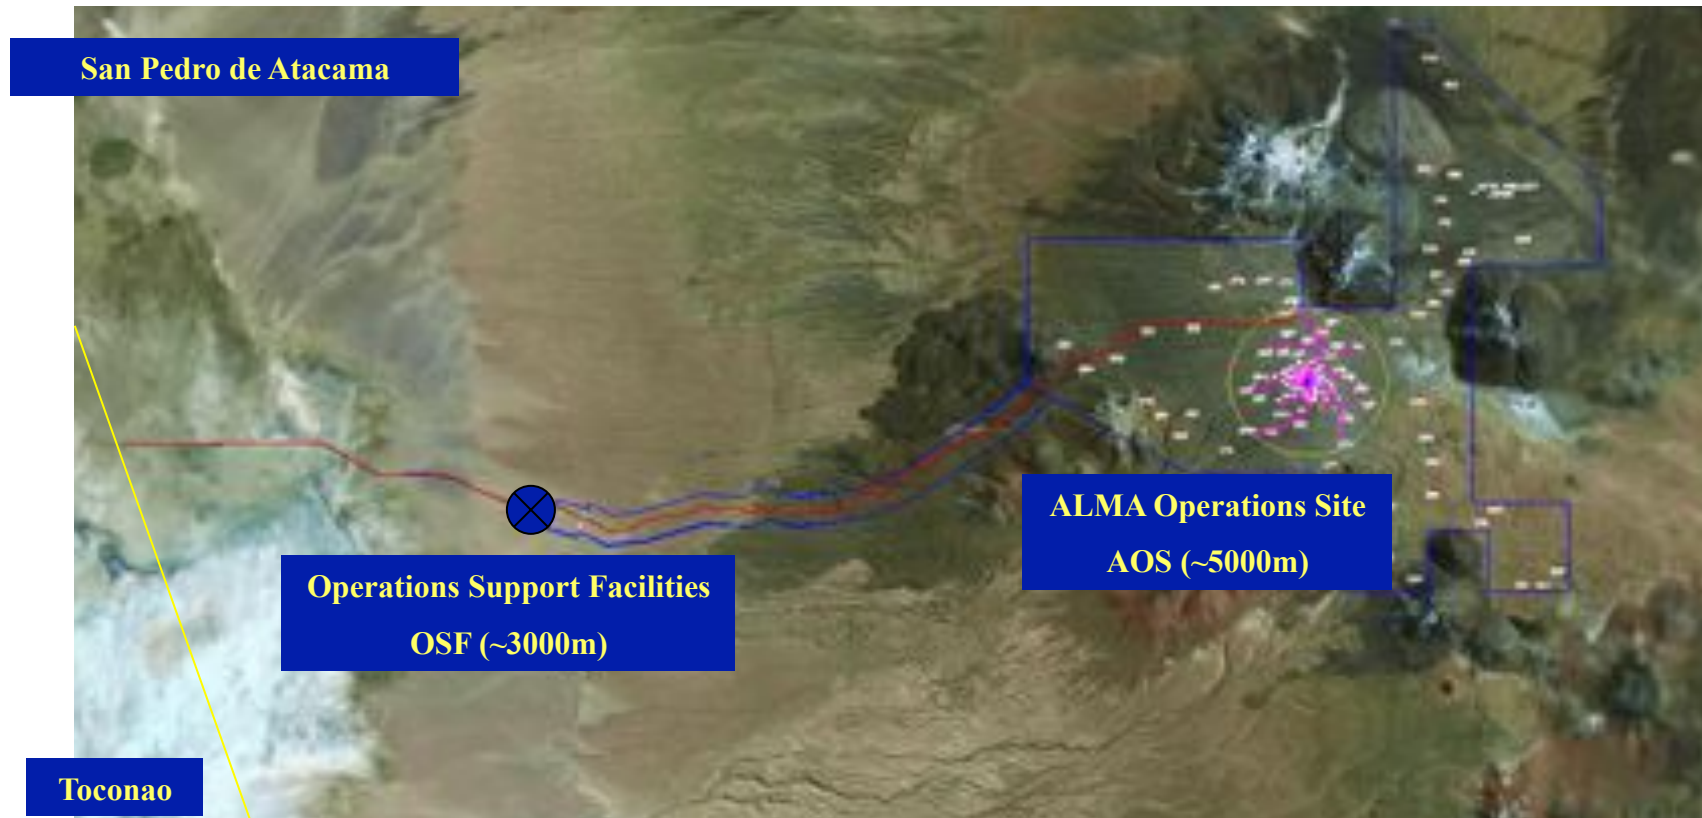 San Pedro de Atacama
ALMA Operations Site
AOS (~5000m)
Operations Support Facilities
OSF (~3000m)
Toconao